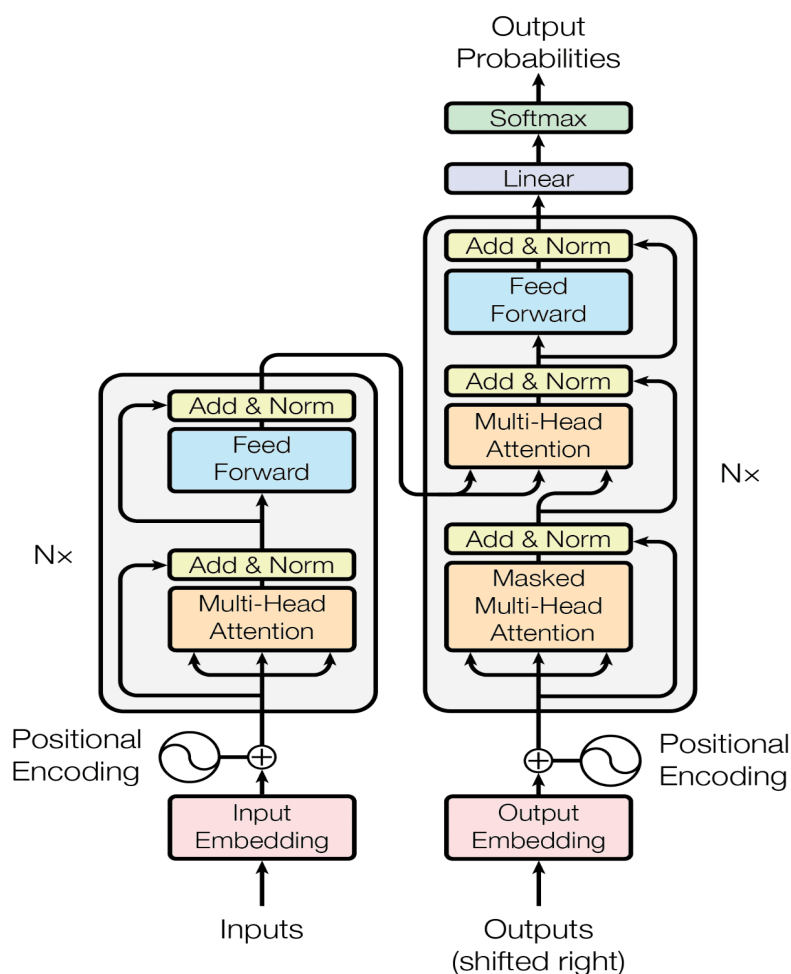 Output
Probabilities
Softmax
Linear
Add & Norm
Feed
Forward
Add & Norm
Multi-Head
Attention
Add & Norm
Masked
Multi-Head
Attention
Nx
Add & Norm
Feed
Forward
Add & Norm
Multi-Head
Attention
Nx
Positional
Encoding
Positional
Encoding
Input
Embedding
Output
Embedding
Inputs
Outputs
(shifted right)